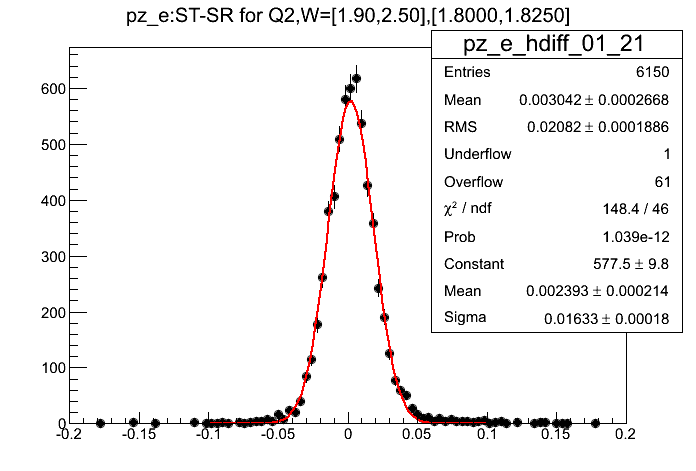 pz_e:ST-SR for Q2,W=[1.90,2.50],[1.8000,1.8250]
pz_e_hdiff_01_21
Entries 6150
Mean 0.003042 ± 0.0002668
RMS 0.02082 ± 0.0001886
Underflow 1
Overflow 61
χ² / ndf 148.4 / 46
Prob 1.039e-12
Constant 577.5 ± 9.8
Mean 0.002393 ± 0.000214
Sigma 0.01633 ± 0.00018
600
500
400
300
200
100
0
-0.2 -0.15 -0.1 -0.05 0 0.05 0.1 0.15 0.2